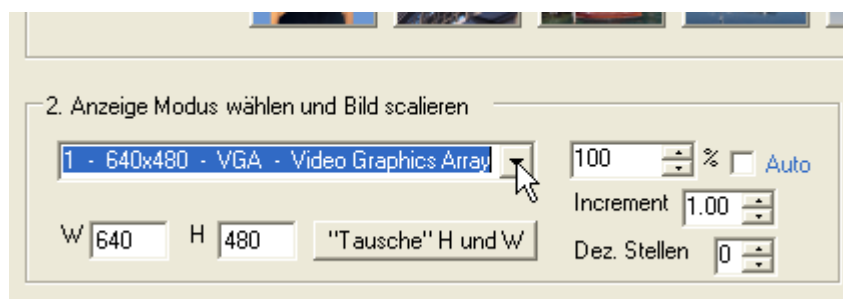 2. Anzeige Modus wählen und Bild scalieren
1 - 640x480 - VGA - Video Graphics Array
100 % Auto
Increment 1.00
W 640 H 480 "Tausche" H und W
Dez. Stellen 0